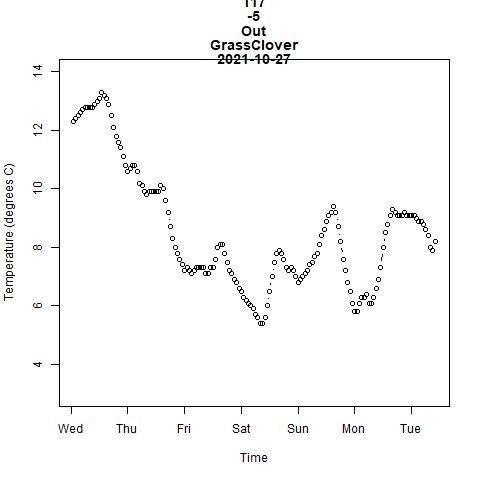 117
-5
Out
GrassClover
2021-10-27
Temperature (degrees C)
14
12
10
8
6
4
Wed Thu Fri Sat Sun Mon Tue
Time